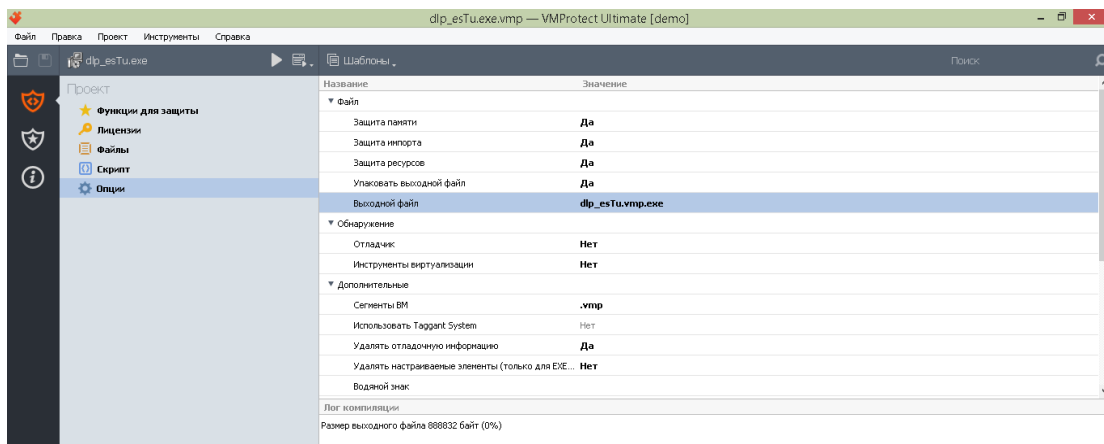 dlp_esTu.exe.vmp — VMProtect Ultimate [demo]
Файл Правка Проект Инструменты Справка
dlp_esTu.exe Шаблоны Поиск
Проект
Функции для защиты
Лицензии
Файлы
Скрипт
Опции
Название Значение
Файл
Защита памяти Да
Защита импорта Да
Защита ресурсов Да
Упаковать выходной файл Да
Выходной файл dlp_esTu.vmp.exe
Обнаружение
Отладчик Нет
Инструменты виртуализации Нет
Дополнительные
Сегменты ВМ .vmp
Использовать Taggant System Нет
Удалять отладочную информацию Да
Удалять настраиваемые элементы (только для EXE... Нет
Водяной знак
Лог компиляции
Размер выходного файла 888832 байт (0%)